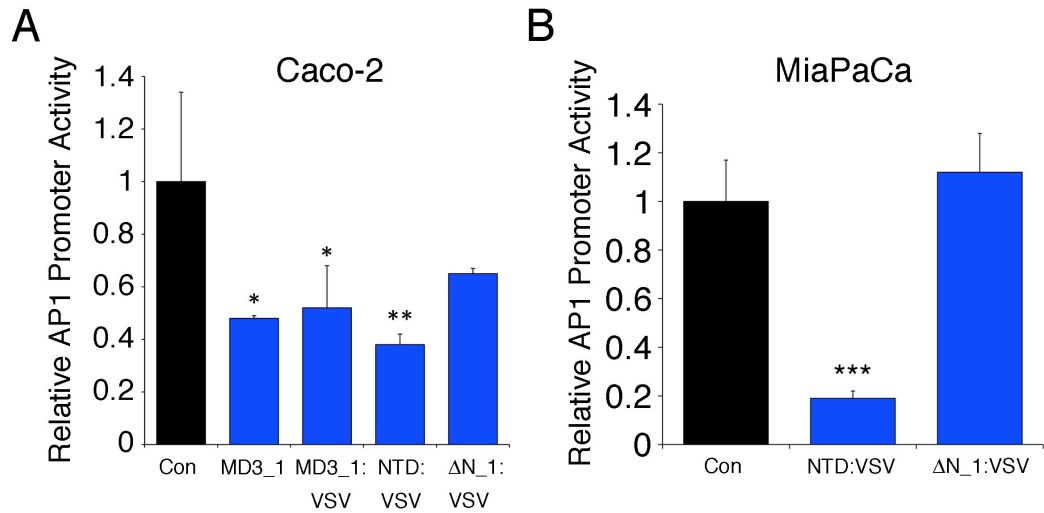 A
Caco-2
Relative AP1 Promoter Activity
1.4
1.2
1
0.8
0.6
0.4
0.2
0
*
*
**
Con
MD3_1
MD3_1:
VSV
NTD:
VSV
ΔN_1:
VSV
B
MiaPaCa
Relative AP1 Promoter Activity
1.4
1.2
1
0.8
0.6
0.4
0.2
0
***
Con
NTD:VSV
ΔN_1:VSV